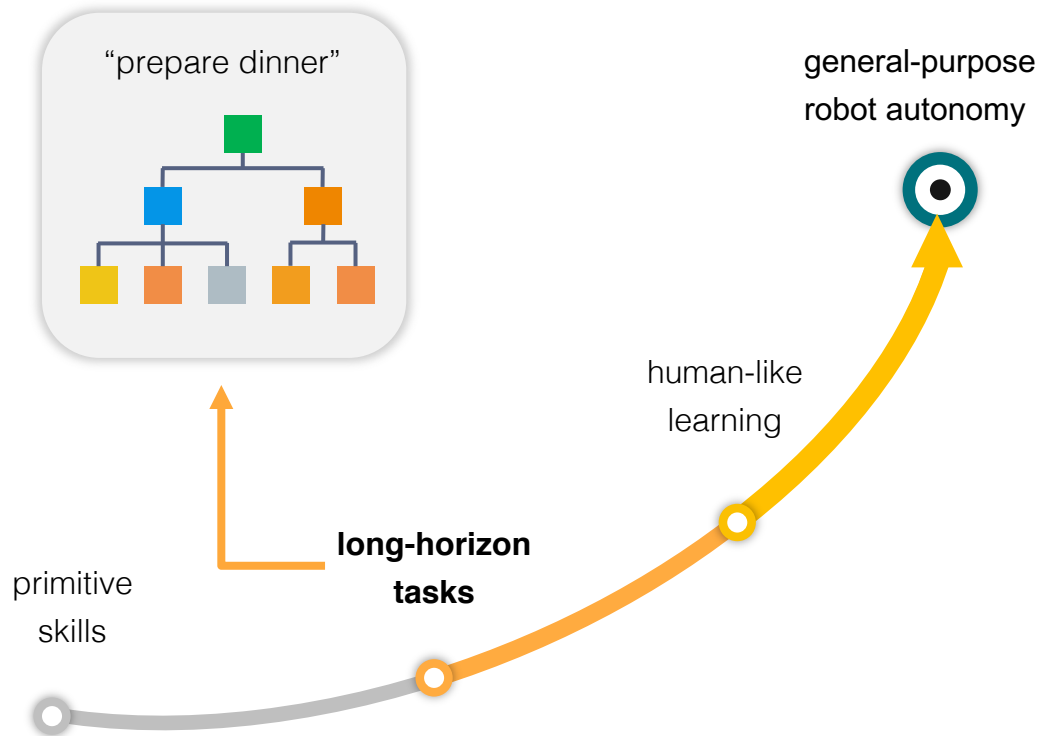 “prepare dinner”
general-purpose
robot autonomy
human-like
learning
long-horizon
tasks
primitive
skills